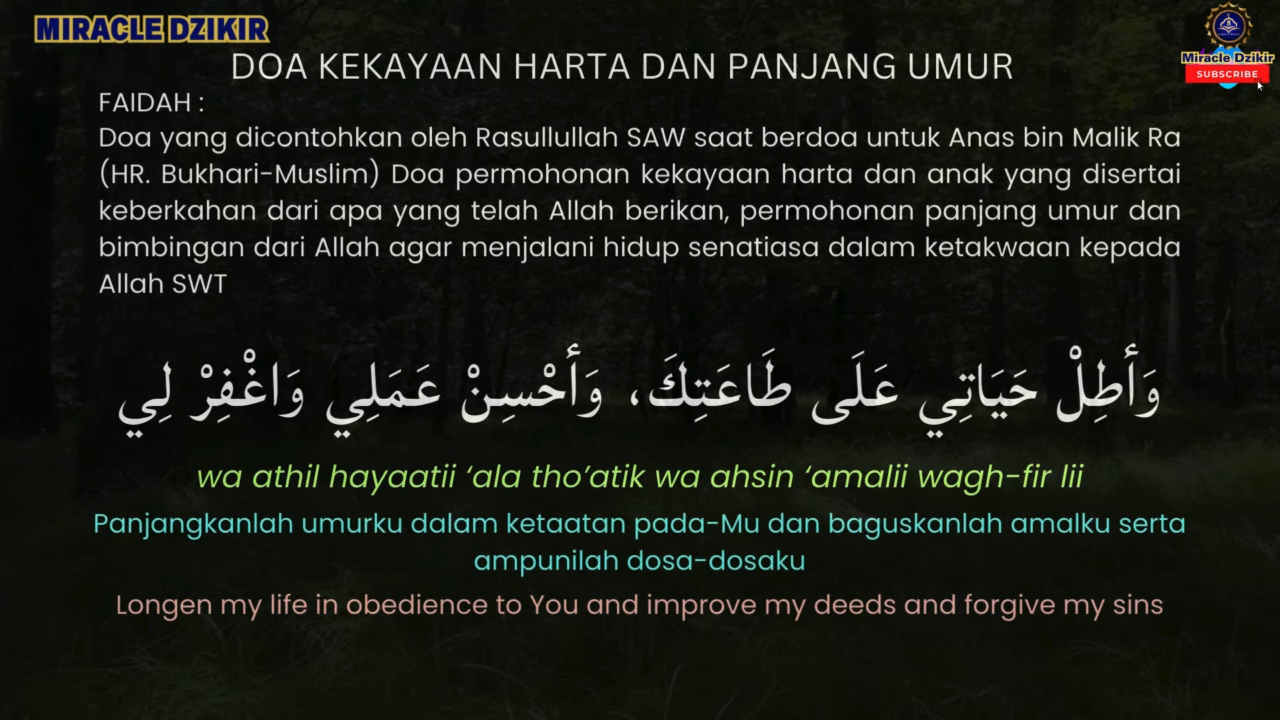 MIRACLE DZIKIR
Miracle Dzikir
SUBSCRIBE
DOA KEKAYAAN HARTA DAN PANJANG UMUR
FAIDAH :
Doa yang dicontohkan oleh Rasullullah SAW saat berdoa untuk Anas bin Malik Ra
(HR. Bukhari-Muslim) Doa permohonan kekayaan harta dan anak yang disertai
keberkahan dari apa yang telah Allah berikan, permohonan panjang umur dan
bimbingan dari Allah agar menjalani hidup senatiasa dalam ketakwaan kepada
Allah SWT
وَأَطِلْ حَيَاتِي عَلَى طَاعَتِكَ، وَأَحْسِنْ عَمَلِي وَاغْفِرْ لِي
wa athil hayaatii ‘ala tho’atik wa ahsin ‘amalii wagh-fir lii
Panjangkanlah umurku dalam ketaatan pada-Mu dan baguskanlah amalku serta
ampunilah dosa-dosaku
Longen my life in obedience to You and improve my deeds and forgive my sins